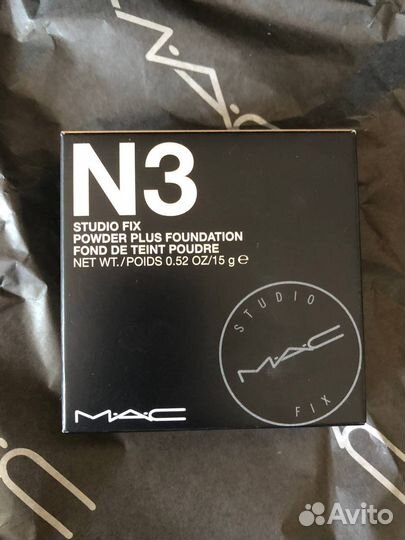 N3
STUDIO FIX
POWDER PLUS FOUNDATION
FOND DE TEINT POUDRE
NET WT./POIDS 0.52 OZ/15 g ℮
STUDIO
M·A·C
FIX
M·A·C
Avito